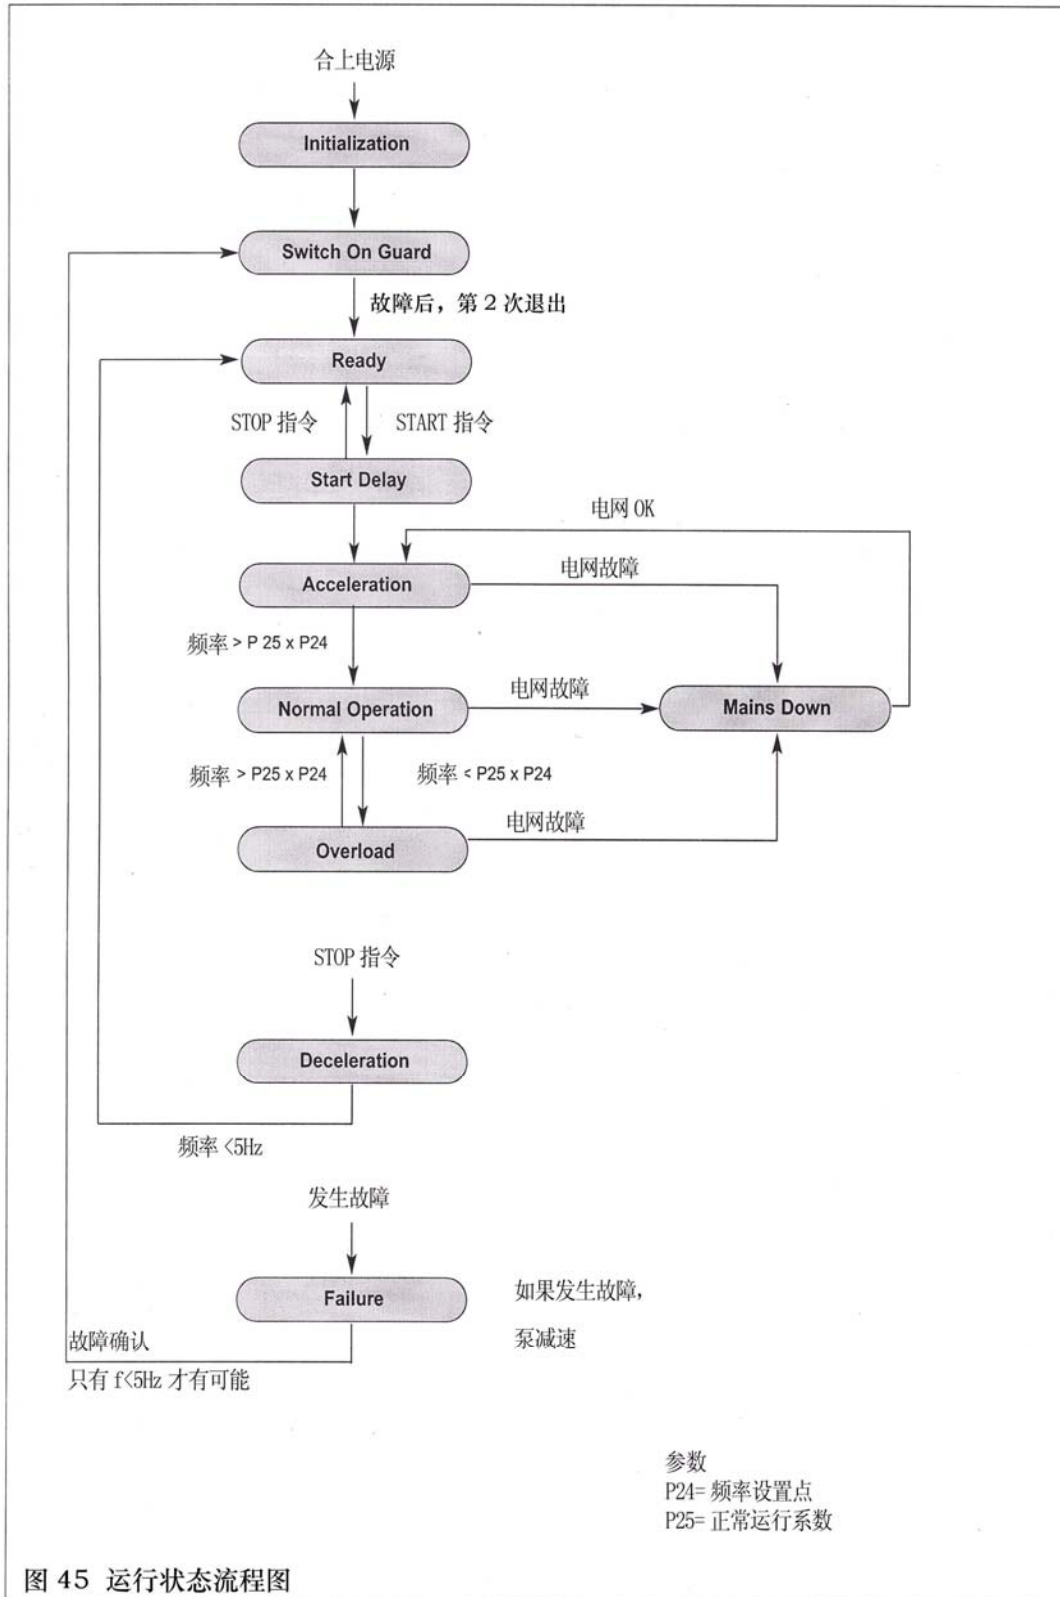 合上电源
Initialization
Switch On Guard
故障后，第 2 次退出
Ready
STOP 指令
START 指令
Start Delay
电网 OK
Acceleration
电网故障
频率 > P 25 x P24
Normal Operation
电网故障
Mains Down
频率 > P25 x P24
频率 < P25 x P24
Overload
电网故障
STOP 指令
Deceleration
频率 <5Hz
发生故障
Failure
如果发生故障，
泵减速
故障确认
只有 f<5Hz 才有可能
参数
P24= 频率设置点
P25= 正常运行系数
图 45 运行状态流程图